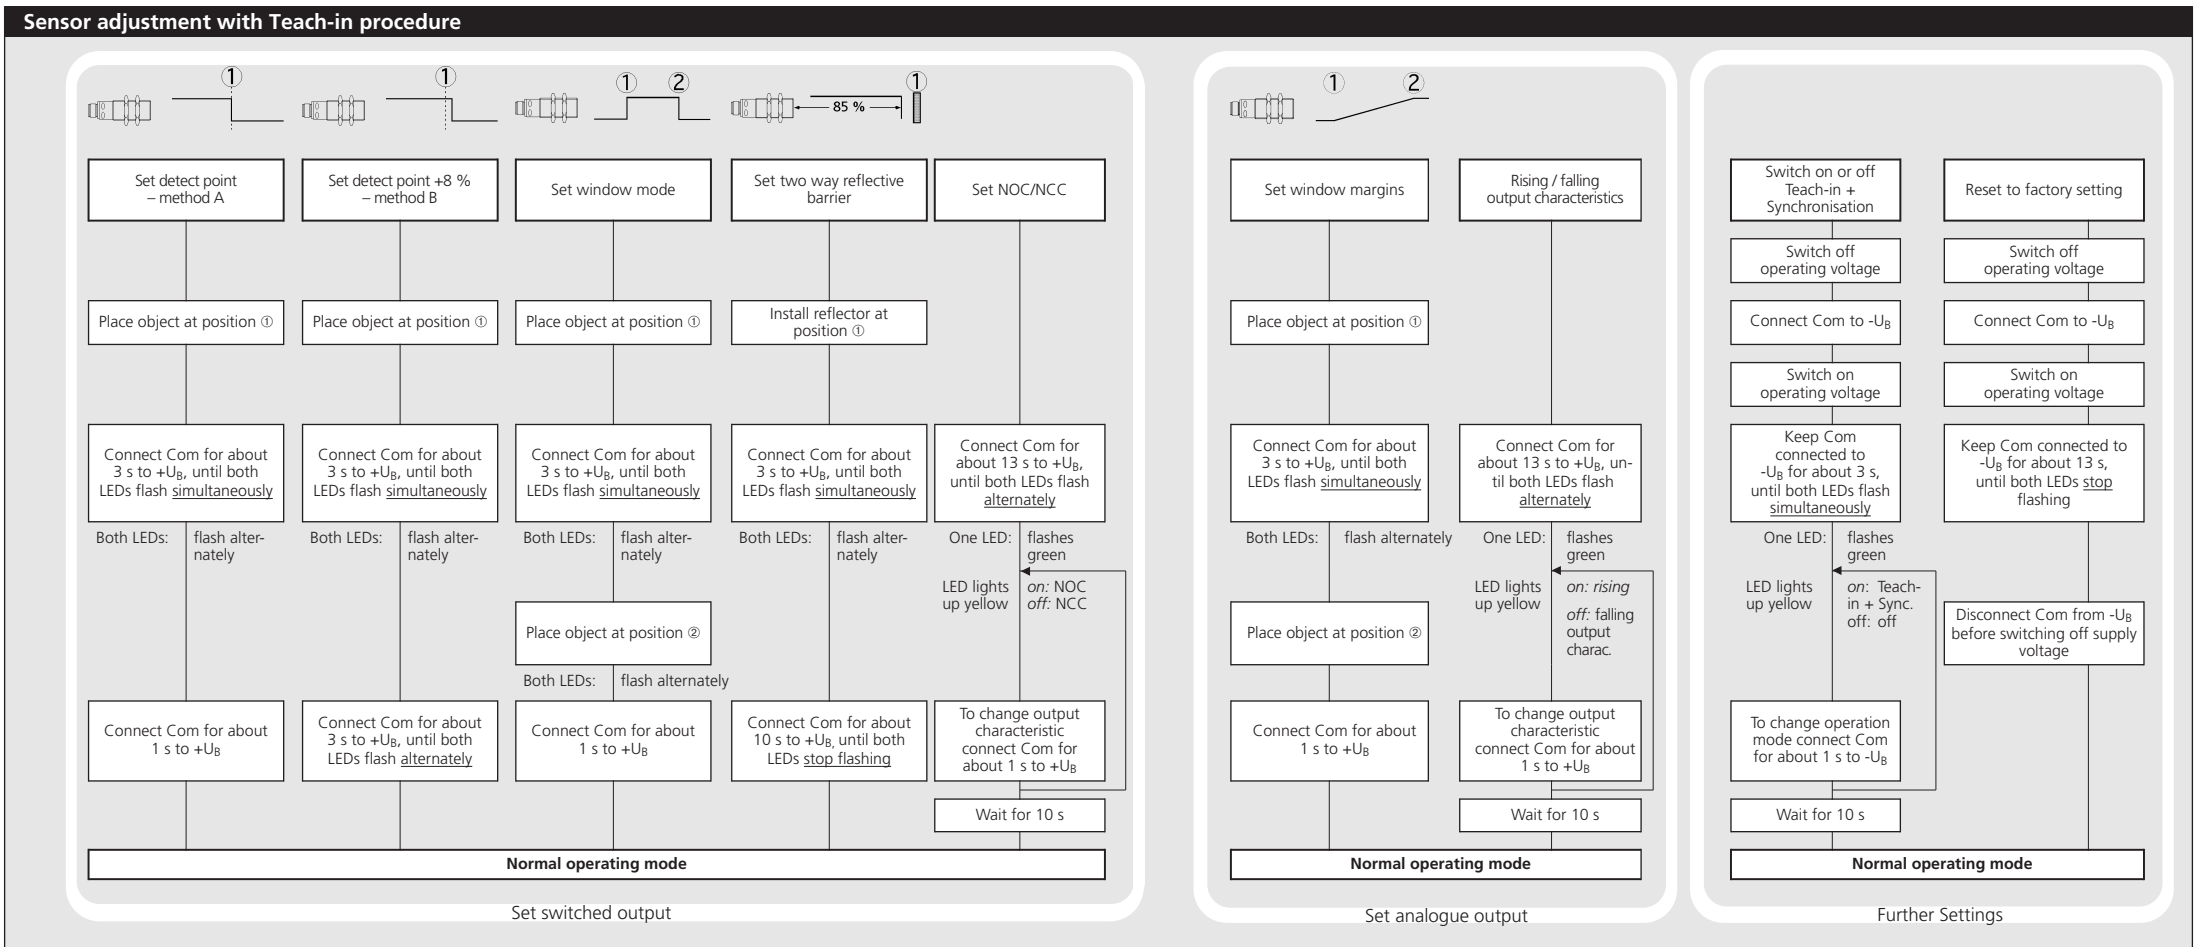 Sensor adjustment with Teach-in procedure
①
①
① ②
85 %
①
Set detect point
– method A
Place object at position ①
Connect Com for about
3 s to +UB, until both
LEDs flash simultaneously
Both LEDs: flash alter-
nately
Connect Com for about
1 s to +UB
Set detect point +8 %
– method B
Place object at position ①
Connect Com for about
3 s to +UB, until both
LEDs flash simultaneously
Both LEDs: flash alter-
nately
Connect Com for about
3 s to +UB, until both
LEDs flash alternately
Set window mode
Place object at position ①
Connect Com for about
3 s to +UB, until both
LEDs flash simultaneously
Both LEDs: flash alter-
nately
Place object at position ②
Both LEDs: flash alternately
Connect Com for about
1 s to +UB
Set two way reflective
barrier
Install reflector at
position ①
Connect Com for about
3 s to +UB, until both
LEDs flash simultaneously
Both LEDs: flash alter-
nately
Connect Com for about
10 s to +UB, until both
LEDs stop flashing
Set NOC/NCC
Connect Com for
about 13 s to +UB,
until both LEDs flash
alternately
One LED: flashes
green
LED lights on: NOC
up yellow off: NCC
To change output
characteristic
connect Com for
about 1 s to +UB
Wait for 10 s
Normal operating mode
Set switched output
① ②
Set window margins
Place object at position ①
Connect Com for about
3 s to +UB, until both
LEDs flash simultaneously
Both LEDs: flash alternately
Place object at position ②
Connect Com for about
1 s to +UB
Rising / falling
output characteristics
Connect Com for
about 13 s to +UB, un-
til both LEDs flash
alternately
One LED: flashes
green
LED lights on: rising
up yellow
off: falling
output
charac.
To change output
characteristic
connect Com for about
1 s to +UB
Wait for 10 s
Normal operating mode
Set analogue output
Switch on or off
Teach-in +
Synchronisation
Switch off
operating voltage
Connect Com to -UB
Switch on
operating voltage
Keep Com
connected to
-UB for about 3 s,
until both LEDs flash
simultaneously
One LED: flashes
green
LED lights on: Teach-
up yellow in + Sync.
off: off
To change operation
mode connect Com
for about 1 s to -UB
Wait for 10 s
Reset to factory setting
Switch off
operating voltage
Connect Com to -UB
Switch on
operating voltage
Keep Com connected to
-UB for about 13 s,
until both LEDs stop
flashing
Disconnect Com from -UB
before switching off supply
voltage
Normal operating mode
Further Settings